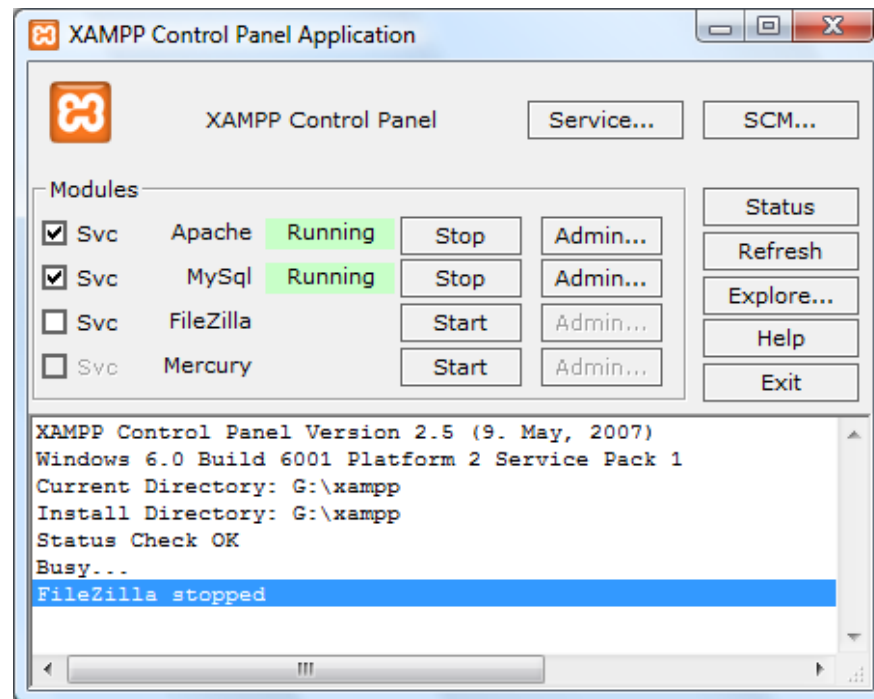 XAMPP Control Panel Application
XAMPP Control Panel Service... SCM...
Modules
Svc Apache Running Stop Admin...
Svc MySql Running Stop Admin...
Svc FileZilla Start Admin...
Svc Mercury Start Admin...
Status
Refresh
Explore...
Help
Exit
XAMPP Control Panel Version 2.5 (9. May, 2007)
Windows 6.0 Build 6001 Platform 2 Service Pack 1
Current Directory: G:\xampp
Install Directory: G:\xampp
Status Check OK
Busy...
FileZilla stopped